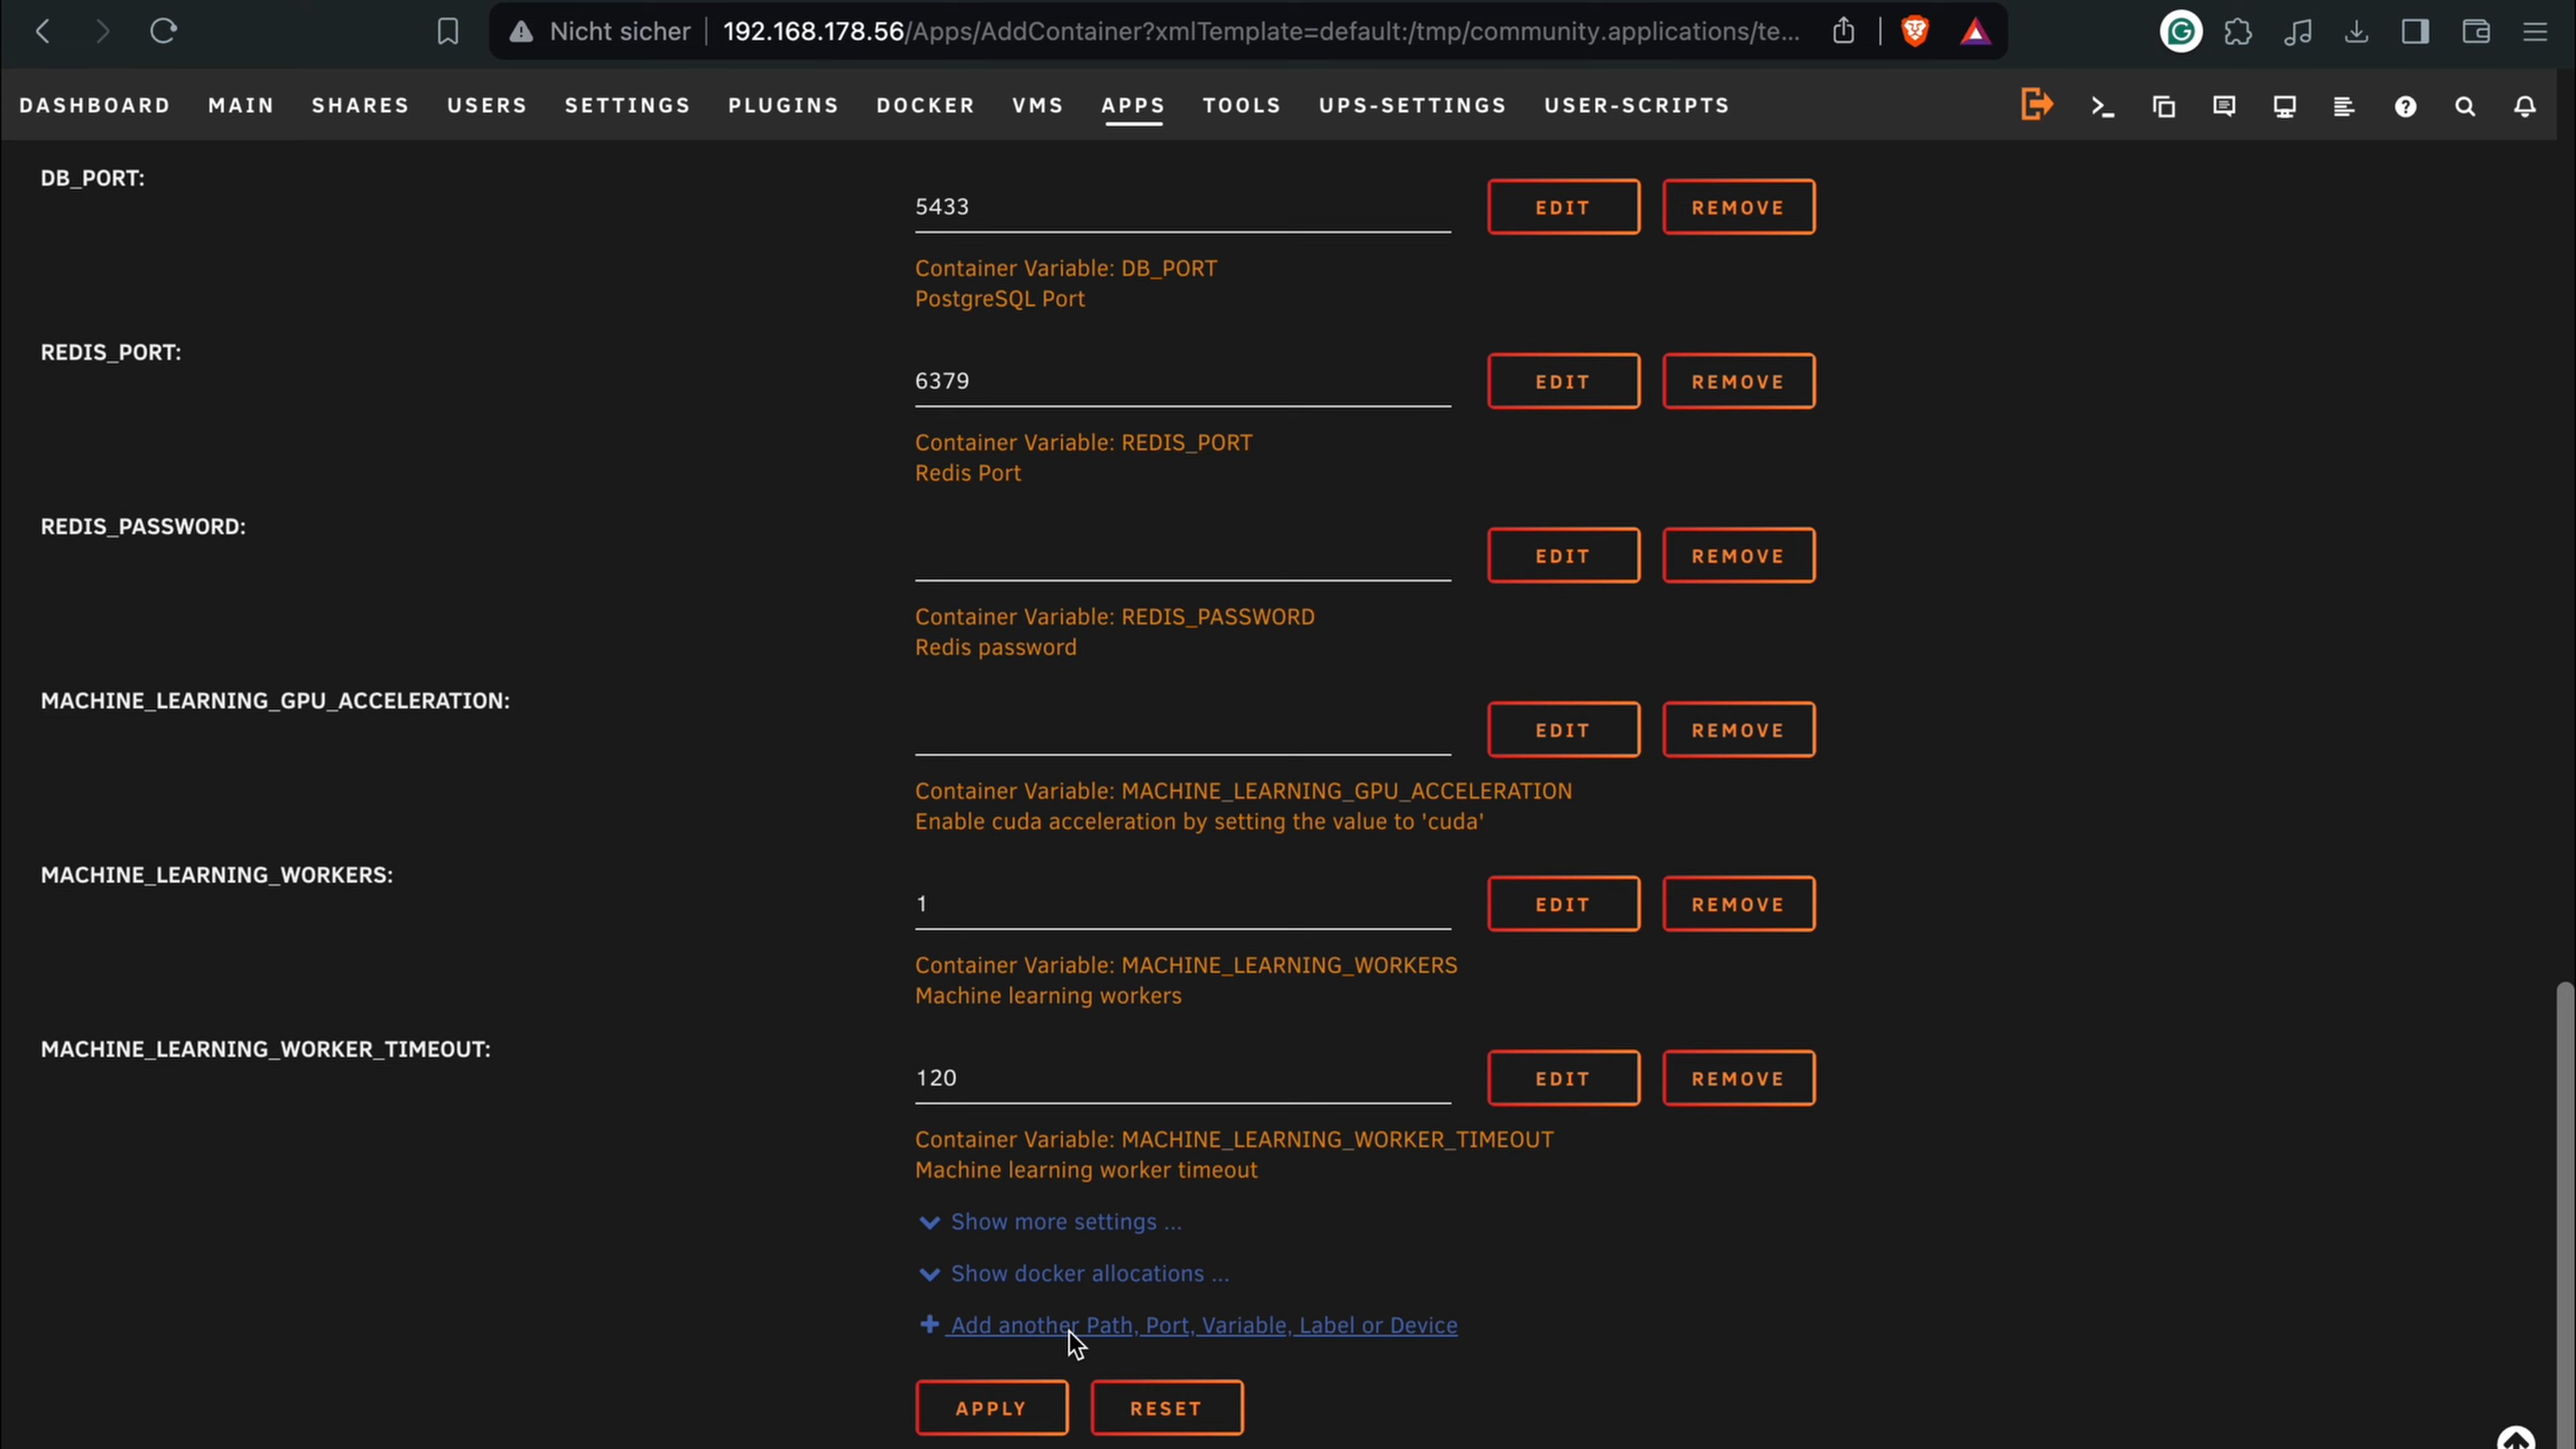 Nicht sicher
192.168.178.56/Apps/AddContainer?xmlTemplate=default:/tmp/community.applications/te...
DASHBOARD MAIN SHARES USERS SETTINGS PLUGINS DOCKER VMS APPS TOOLS UPS-SETTINGS USER-SCRIPTS
DB_PORT:
5433
EDIT REMOVE
Container Variable: DB_PORT
PostgreSQL Port
REDIS_PORT:
6379
EDIT REMOVE
Container Variable: REDIS_PORT
Redis Port
REDIS_PASSWORD:
EDIT REMOVE
Container Variable: REDIS_PASSWORD
Redis password
MACHINE_LEARNING_GPU_ACCELERATION:
EDIT REMOVE
Container Variable: MACHINE_LEARNING_GPU_ACCELERATION
Enable cuda acceleration by setting the value to 'cuda'
MACHINE_LEARNING_WORKERS:
1
EDIT REMOVE
Container Variable: MACHINE_LEARNING_WORKERS
Machine learning workers
MACHINE_LEARNING_WORKER_TIMEOUT:
120
EDIT REMOVE
Container Variable: MACHINE_LEARNING_WORKER_TIMEOUT
Machine learning worker timeout
Show more settings ...
Show docker allocations ...
Add another Path, Port, Variable, Label or Device
APPLY RESET